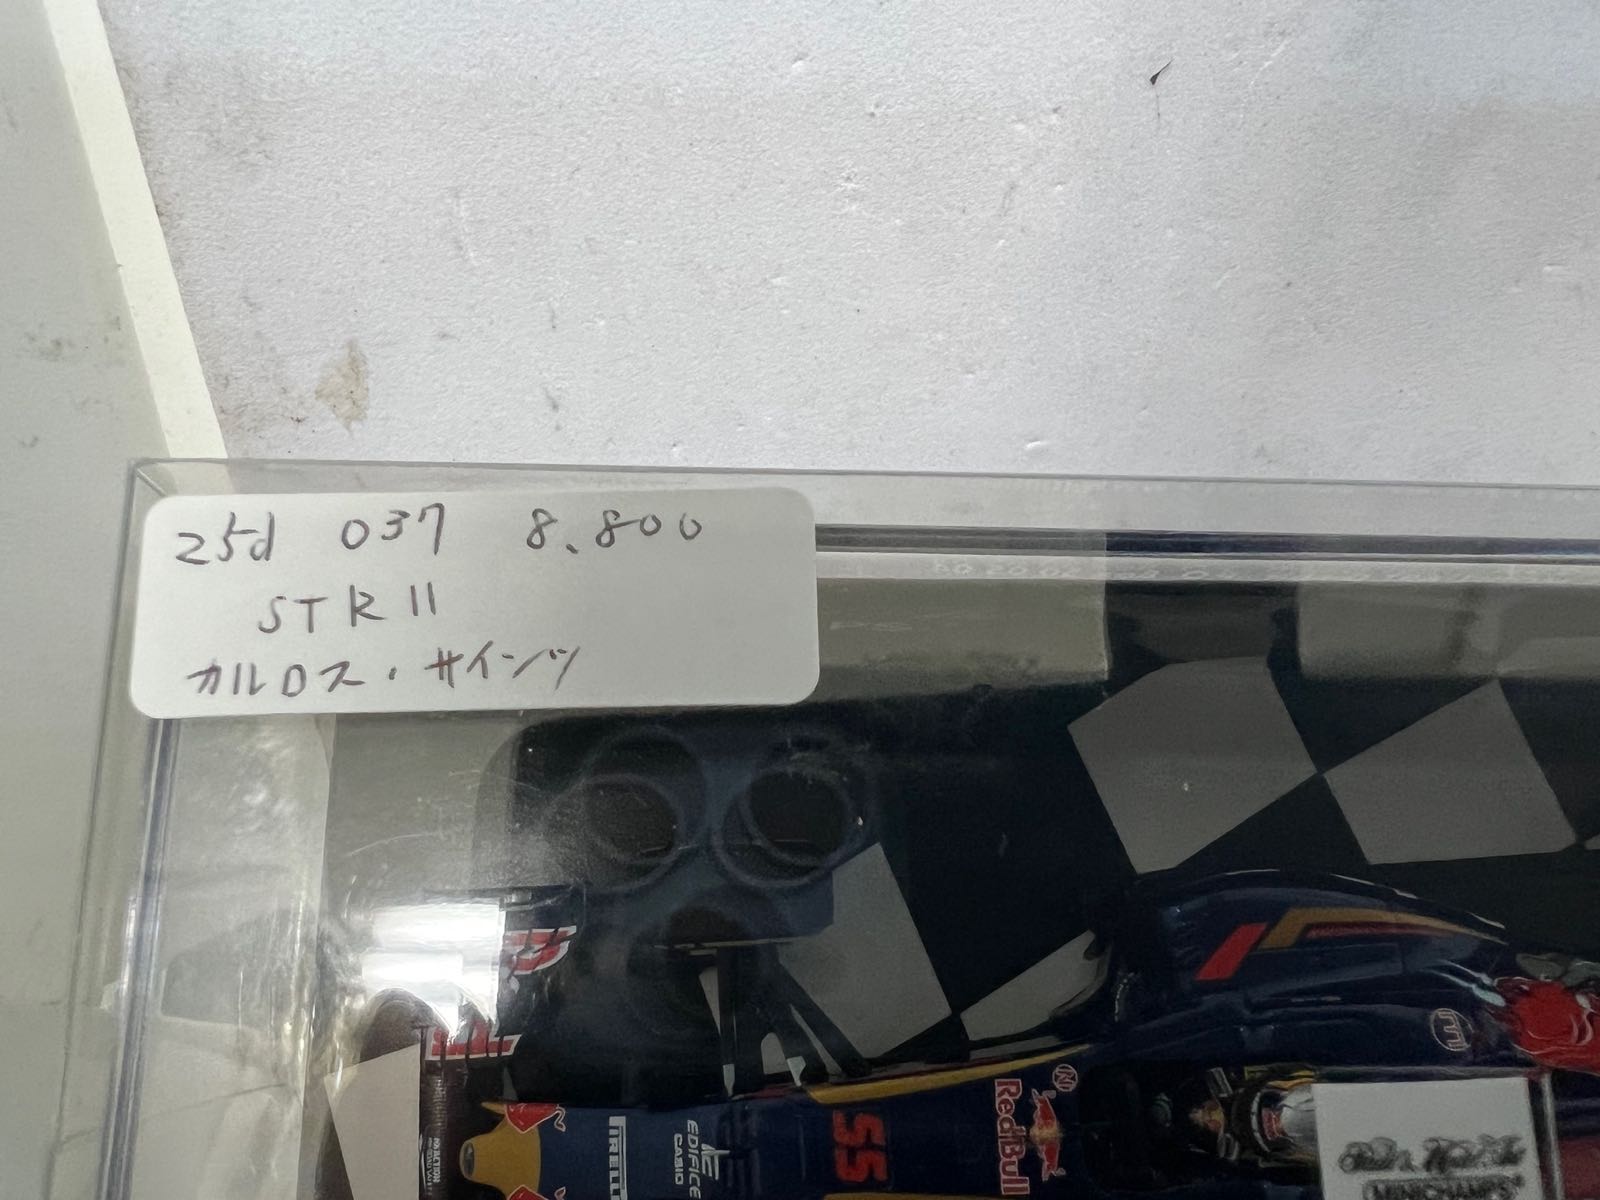 25d 037 8.800
STR11
カルロス・サインツ
PIRELLI
EDIFICE
CASIO
55
Red Bull